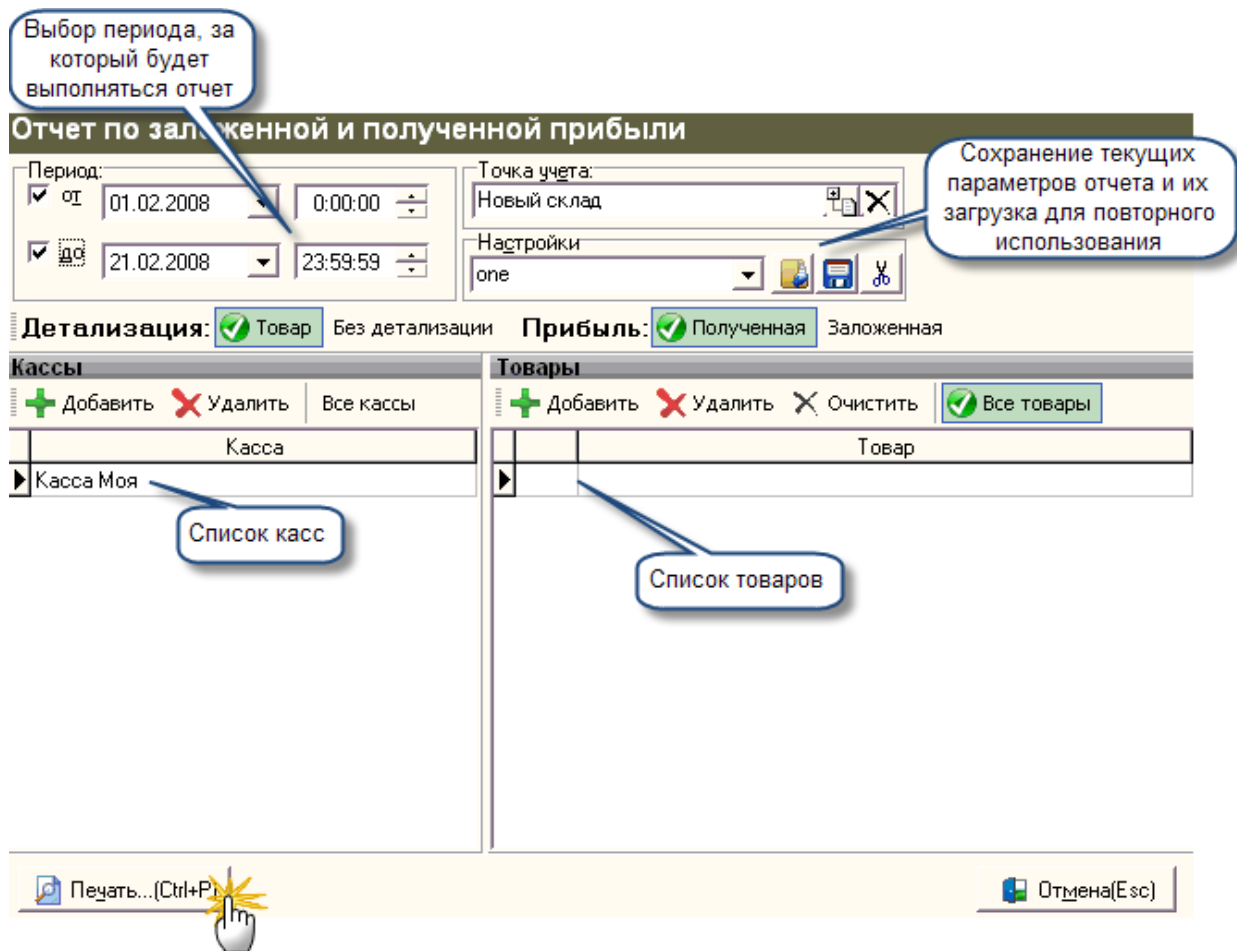 Выбор периода, за
который будет
выполняться отчет
Отчет по заложенной и полученной прибыли
Период:
от 01.02.2008 0:00:00
до 21.02.2008 23:59:59
Точка учета:
Новый склад
Настройки
one
Сохранение текущих
параметров отчета и их
загрузка для повторного
использования
Детализация: Товар Без детализации Прибыль: Полученная Заложенная
Кассы
Добавить Удалить Все кассы
Касса
Касса Моя
Список касс
Товары
Добавить Удалить Очистить Все товары
Товар
Список товаров
Печать...(Ctrl+P)
Отмена(Esc)